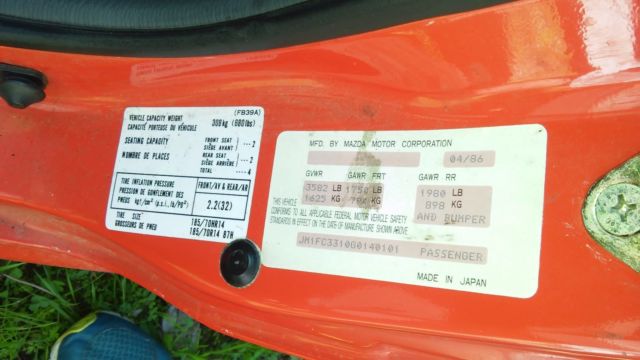 (FB39A)
VEHICLE CAPACITY WEIGHT
CAPACITÉ PORTEUSE DU VÉHICULE
308kg (680lbs)
SEATING CAPACITY
NOMBRE DE PLACES
FRONT SEAT
SIÈGE AVANT
2
REAR SEAT
SIÈGE ARRIÈRE
2
TOTAL
4
TIRE INFLATION PRESSURE
PRESSION DE GONFLEMENT DES
PNEUS
kg/cm² (p.s.i., lb/PO²)
FRONT/AV & REAR/AR
2.2(32)
TIRE SIZE
GROSSEURS DE PNEU
185/70HR14
185/70R14 87H
MFD. BY MAZDA MOTOR CORPORATION
04/86
GVWR GAWR FRT GAWR RR
3582 LB 1758 LB 1980 LB
1625 KG KG 898 KG
THIS VEHICLE AND BUMPER
CONFORMS TO ALL APPLICABLE FEDERAL MOTOR VEHICLE SAFETY
STANDARDS IN EFFECT ON THE DATE OF MANUFACTURE SHOWN ABOVE.
JM1FC3310G0140101 PASSENGER
MADE IN JAPAN